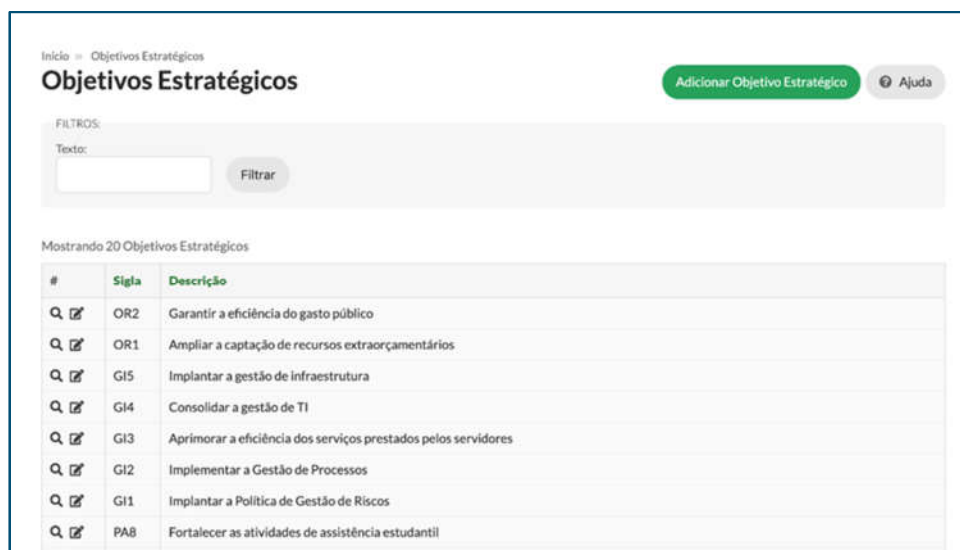 Início » Objetivos Estratégicos
Objetivos Estratégicos
Adicionar Objetivo Estratégico
Ajuda
FILTROS:
Texto:
Filtrar
Mostrando 20 Objetivos Estratégicos
# Sigla Descrição
OR2 Garantir a eficiência do gasto público
OR1 Ampliar a captação de recursos extraorçamentários
GI5 Implantar a gestão de infraestrutura
GI4 Consolidar a gestão de TI
GI3 Aprimorar a eficiência dos serviços prestados pelos servidores
GI2 Implementar a Gestão de Processos
GI1 Implantar a Política de Gestão de Riscos
PA8 Fortalecer as atividades de assistência estudantil